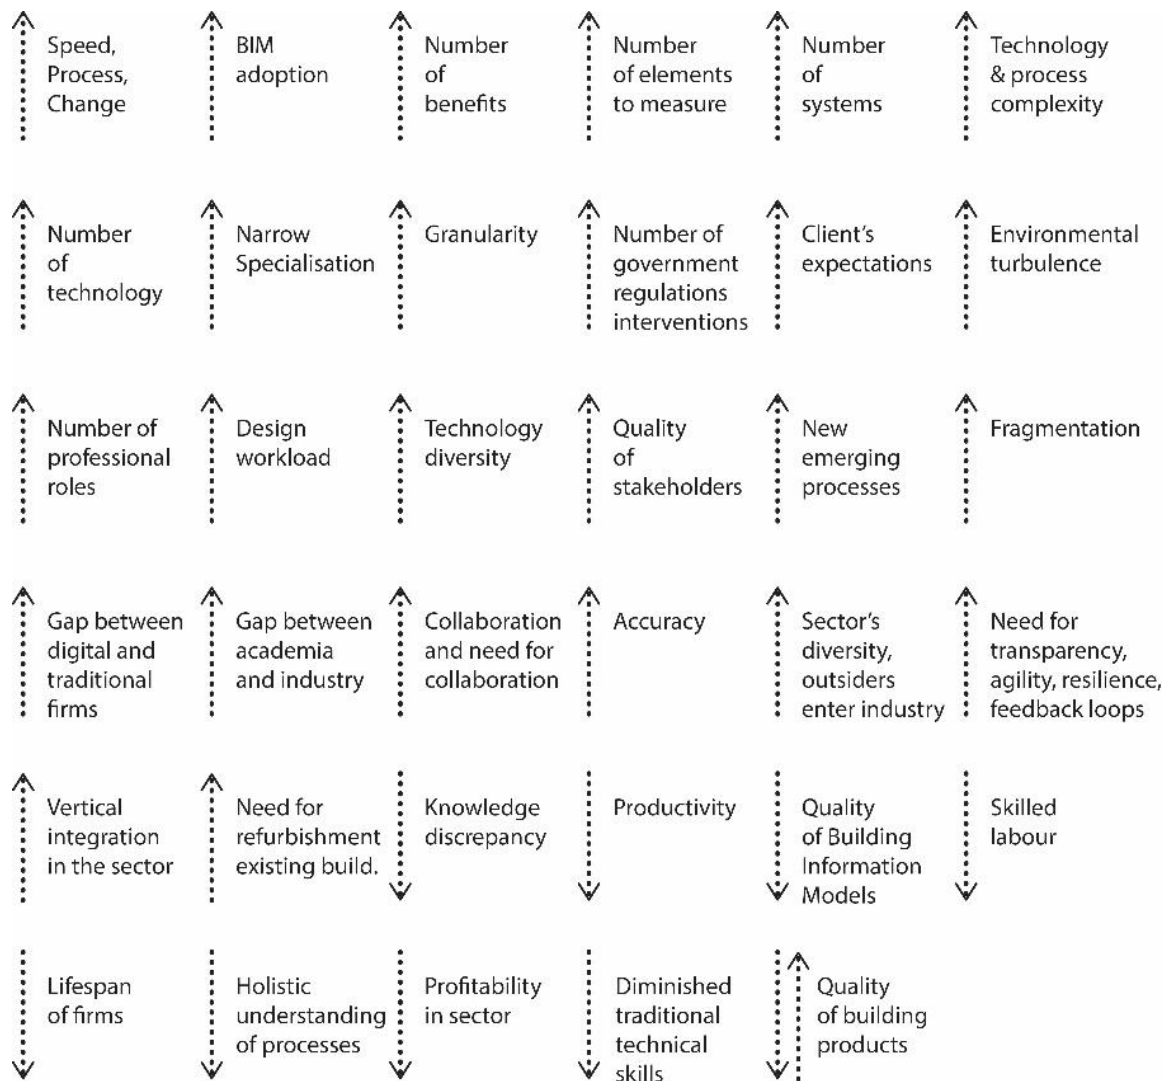 Speed,
Process,
Change
BIM
adoption
Number
of
benefits
Number
of elements
to measure
Number
of
systems
Technology
& process
complexity
Number
of
technology
Narrow
Specialisation
Granularity
Number of
government
regulations
interventions
Client’s
expectations
Environmental
turbulence
Number of
professional
roles
Design
workload
Technology
diversity
Quality
of
stakeholders
New
emerging
processes
Fragmentation
Gap between
digital and
traditional
firms
Gap between
academia
and industry
Collaboration
and need for
collaboration
Accuracy
Sector’s
diversity,
outsiders
enter industry
Need for
transparency,
agility, resilience,
feedback loops
Vertical
integration
in the sector
Need for
refurbishment
existing build.
Knowledge
discrepancy
Productivity
Quality
of Building
Information
Models
Skilled
labour
Lifespan
of firms
Holistic
understanding
of processes
Profitability
in sector
Diminished
traditional
technical
skills
Quality
of building
products